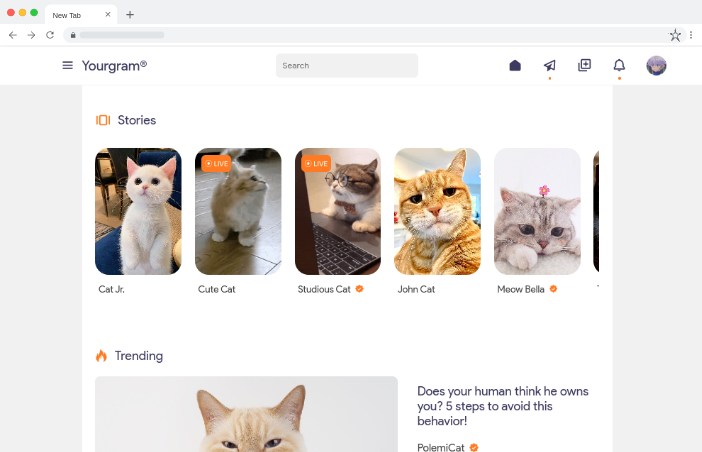 New Tab
Yourgram®
Search
Stories
LIVE
LIVE
Cat Jr.
Cute Cat
Studious Cat
John Cat
Meow Bella
Trending
Does your human think he owns
you? 5 steps to avoid this
behavior!
PolemiCat